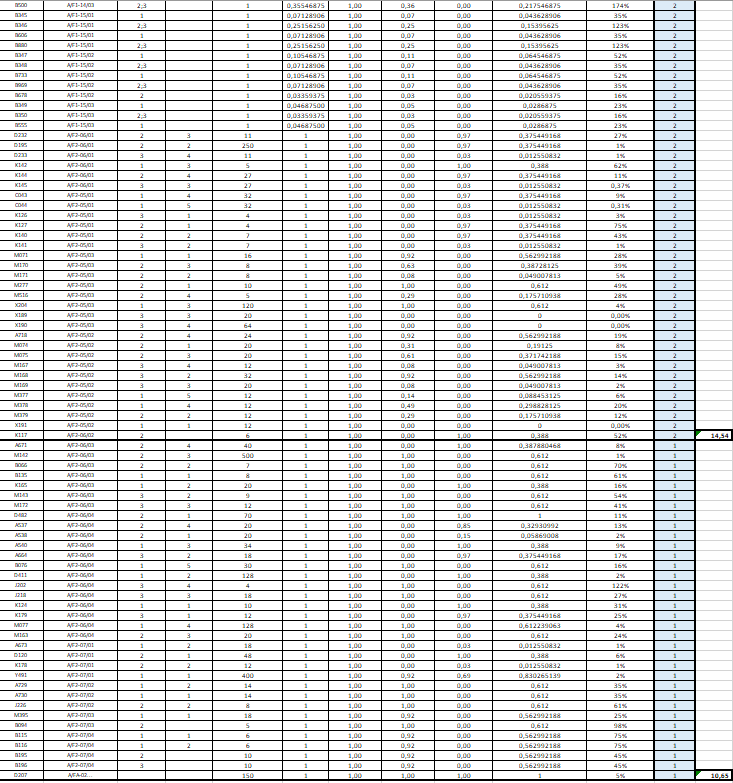 B500 A/F1-14/03 2;3 1 0,35546875 1,00 0,36 0,00 0,217546875 174% 2
B345 A/F1-15/01 1 1 0,07128906 1,00 0,07 0,00 0,043628906 35% 2
B346 A/F1-15/01 2;3 1 0,25156250 1,00 0,25 0,00 0,15395625 123% 2
B606 A/F1-15/01 1 1 0,07128906 1,00 0,07 0,00 0,043628906 35% 2
B880 A/F1-15/01 2;3 1 0,25156250 1,00 0,25 0,00 0,15395625 123% 2
B347 A/F1-15/02 1 1 0,10546875 1,00 0,11 0,00 0,064546875 52% 2
B348 A/F1-15/02 2;3 1 0,07128906 1,00 0,07 0,00 0,043628906 35% 2
B733 A/F1-15/02 1 1 0,10546875 1,00 0,11 0,00 0,064546875 52% 2
B969 A/F1-15/02 2;3 1 0,07128906 1,00 0,07 0,00 0,043628906 35% 2
B678 A/F1-15/02 2 1 0,03359375 1,00 0,03 0,00 0,020559375 16% 2
B349 A/F1-15/03 1 1 0,04687500 1,00 0,05 0,00 0,0286875 23% 2
B350 A/F1-15/03 2;3 1 0,03359375 1,00 0,03 0,00 0,020559375 16% 2
B555 A/F1-15/03 1 1 0,04687500 1,00 0,05 0,00 0,0286875 23% 2
D232 A/F2-06/01 2 3 11 1 1,00 0,00 0,97 0,375449168 27% 2
D195 A/F2-06/01 2 2 250 1 1,00 0,00 0,97 0,375449168 1% 2
D233 A/F2-06/01 3 4 11 1 1,00 0,00 0,03 0,012550832 1% 2
K142 A/F2-06/01 1 3 5 1 1,00 0,00 1,00 0,388 62% 2
K144 A/F2-06/01 2 4 27 1 1,00 0,00 0,97 0,375449168 11% 2
K145 A/F2-06/01 3 3 27 1 1,00 0,00 0,03 0,012550832 0,37% 2
C043 A/F2-05/01 1 4 32 1 1,00 0,00 0,97 0,375449168 9% 2
C044 A/F2-05/01 1 5 32 1 1,00 0,00 0,03 0,012550832 0,31% 2
K126 A/F2-05/01 3 1 4 1 1,00 0,00 0,03 0,012550832 3% 2
K127 A/F2-05/01 2 1 4 1 1,00 0,00 0,97 0,375449168 75% 2
K140 A/F2-05/01 2 2 7 1 1,00 0,00 0,97 0,375449168 43% 2
K141 A/F2-05/01 3 2 7 1 1,00 0,00 0,03 0,012550832 1% 2
M071 A/F2-05/03 1 1 16 1 1,00 0,92 0,00 0,562992188 28% 2
M170 A/F2-05/03 2 3 8 1 1,00 0,63 0,00 0,38728125 39% 2
M171 A/F2-05/03 2 2 8 1 1,00 0,08 0,00 0,049007813 5% 2
M277 A/F2-05/03 2 1 10 1 1,00 1,00 0,00 0,612 49% 2
M516 A/F2-05/03 2 4 5 1 1,00 0,29 0,00 0,175710938 28% 2
X204 A/F2-05/03 1 3 120 1 1,00 1,00 0,00 0,612 4% 2
X189 A/F2-05/03 3 3 20 1 1,00 0,00 0,00 0 0,00% 2
X190 A/F2-05/03 3 4 64 1 1,00 0,00 0,00 0 0,00% 2
A718 A/F2-05/02 2 4 24 1 1,00 0,92 0,00 0,562992188 19% 2
M074 A/F2-05/02 2 1 20 1 1,00 0,31 0,00 0,19125 8% 2
M075 A/F2-05/02 2 3 20 1 1,00 0,61 0,00 0,371742188 15% 2
M167 A/F2-05/02 3 4 12 1 1,00 0,08 0,00 0,049007813 3% 2
M168 A/F2-05/02 3 2 32 1 1,00 0,92 0,00 0,562992188 14% 2
M169 A/F2-05/02 3 3 20 1 1,00 0,08 0,00 0,049007813 2% 2
M377 A/F2-05/02 1 5 12 1 1,00 0,14 0,00 0,088453125 6% 2
M378 A/F2-05/02 1 4 12 1 1,00 0,49 0,00 0,298828125 20% 2
M379 A/F2-05/02 2 2 12 1 1,00 0,29 0,00 0,175710938 12% 2
X191 A/F2-05/02 1 1 12 1 1,00 0,00 0,00 0 0,00% 2
K117 A/F2-06/02 2 6 1 1,00 0,00 1,00 0,388 52% 2 14,54
A671 A/F2-06/03 2 4 40 1 1,00 0,00 1,00 0,387880468 8% 1
M142 A/F2-06/03 2 3 500 1 1,00 1,00 0,00 0,612 1% 1
B066 A/F2-06/03 2 2 7 1 1,00 1,00 0,00 0,612 70% 1
B135 A/F2-06/03 1 1 8 1 1,00 1,00 0,00 0,612 61% 1
K165 A/F2-06/03 1 2 20 1 1,00 0,00 1,00 0,388 16% 1
M143 A/F2-06/03 3 2 9 1 1,00 1,00 0,00 0,612 54% 1
M172 A/F2-06/03 3 3 12 1 1,00 1,00 0,00 0,612 41% 1
D482 A/F2-06/04 2 1 70 1 1,00 1,00 1,00 1 11% 1
A537 A/F2-06/04 2 4 20 1 1,00 0,00 0,85 0,32930992 13% 1
A538 A/F2-06/04 2 1 20 1 1,00 0,00 0,15 0,05869008 2% 1
A540 A/F2-06/04 1 3 34 1 1,00 0,00 1,00 0,388 9% 1
A664 A/F2-06/04 3 2 18 1 1,00 0,00 0,97 0,375449168 17% 1
B076 A/F2-06/04 1 5 30 1 1,00 1,00 0,00 0,612 16% 1
D411 A/F2-06/04 1 2 128 1 1,00 0,00 1,00 0,388 2% 1
J202 A/F2-06/04 3 4 4 1 1,00 1,00 0,00 0,612 122% 1
J218 A/F2-06/04 3 3 18 1 1,00 1,00 0,00 0,612 27% 1
K124 A/F2-06/04 1 1 10 1 1,00 0,00 1,00 0,388 31% 1
K179 A/F2-06/04 3 1 12 1 1,00 0,00 0,97 0,375449168 25% 1
M077 A/F2-06/04 1 4 128 1 1,00 1,00 0,00 0,612239063 4% 1
M163 A/F2-06/04 2 3 20 1 1,00 1,00 0,00 0,612 24% 1
A673 A/F2-07/01 1 2 18 1 1,00 0,00 0,03 0,012550832 1% 1
D120 A/F2-07/01 2 1 48 1 1,00 0,00 1,00 0,388 6% 1
K178 A/F2-07/01 2 2 12 1 1,00 0,00 0,03 0,012550832 1% 1
Y491 A/F2-07/01 1 1 400 1 1,00 0,92 0,69 0,830265139 2% 1
A729 A/F2-07/02 1 2 14 1 1,00 1,00 0,00 0,612 35% 1
A730 A/F2-07/02 1 1 14 1 1,00 1,00 0,00 0,612 35% 1
J226 A/F2-07/02 2 2 8 1 1,00 1,00 0,00 0,612 61% 1
M395 A/F2-07/03 1 1 18 1 1,00 0,92 0,00 0,562992188 25% 1
B094 A/F2-07/03 2 5 1 1,00 1,00 0,00 0,612 98% 1
B115 A/F2-07/04 1 1 6 1 1,00 0,92 0,00 0,562992188 75% 1
B116 A/F2-07/04 1 2 6 1 1,00 0,92 0,00 0,562992188 75% 1
B195 A/F2-07/04 2 10 1 1,00 0,92 0,00 0,562992188 45% 1
B196 A/F2-07/04 3 10 1 1,00 0,92 0,00 0,562992188 45% 1
D207 A/FA-02... 150 1 1,00 1,00 1,00 1 5% 1 10,65